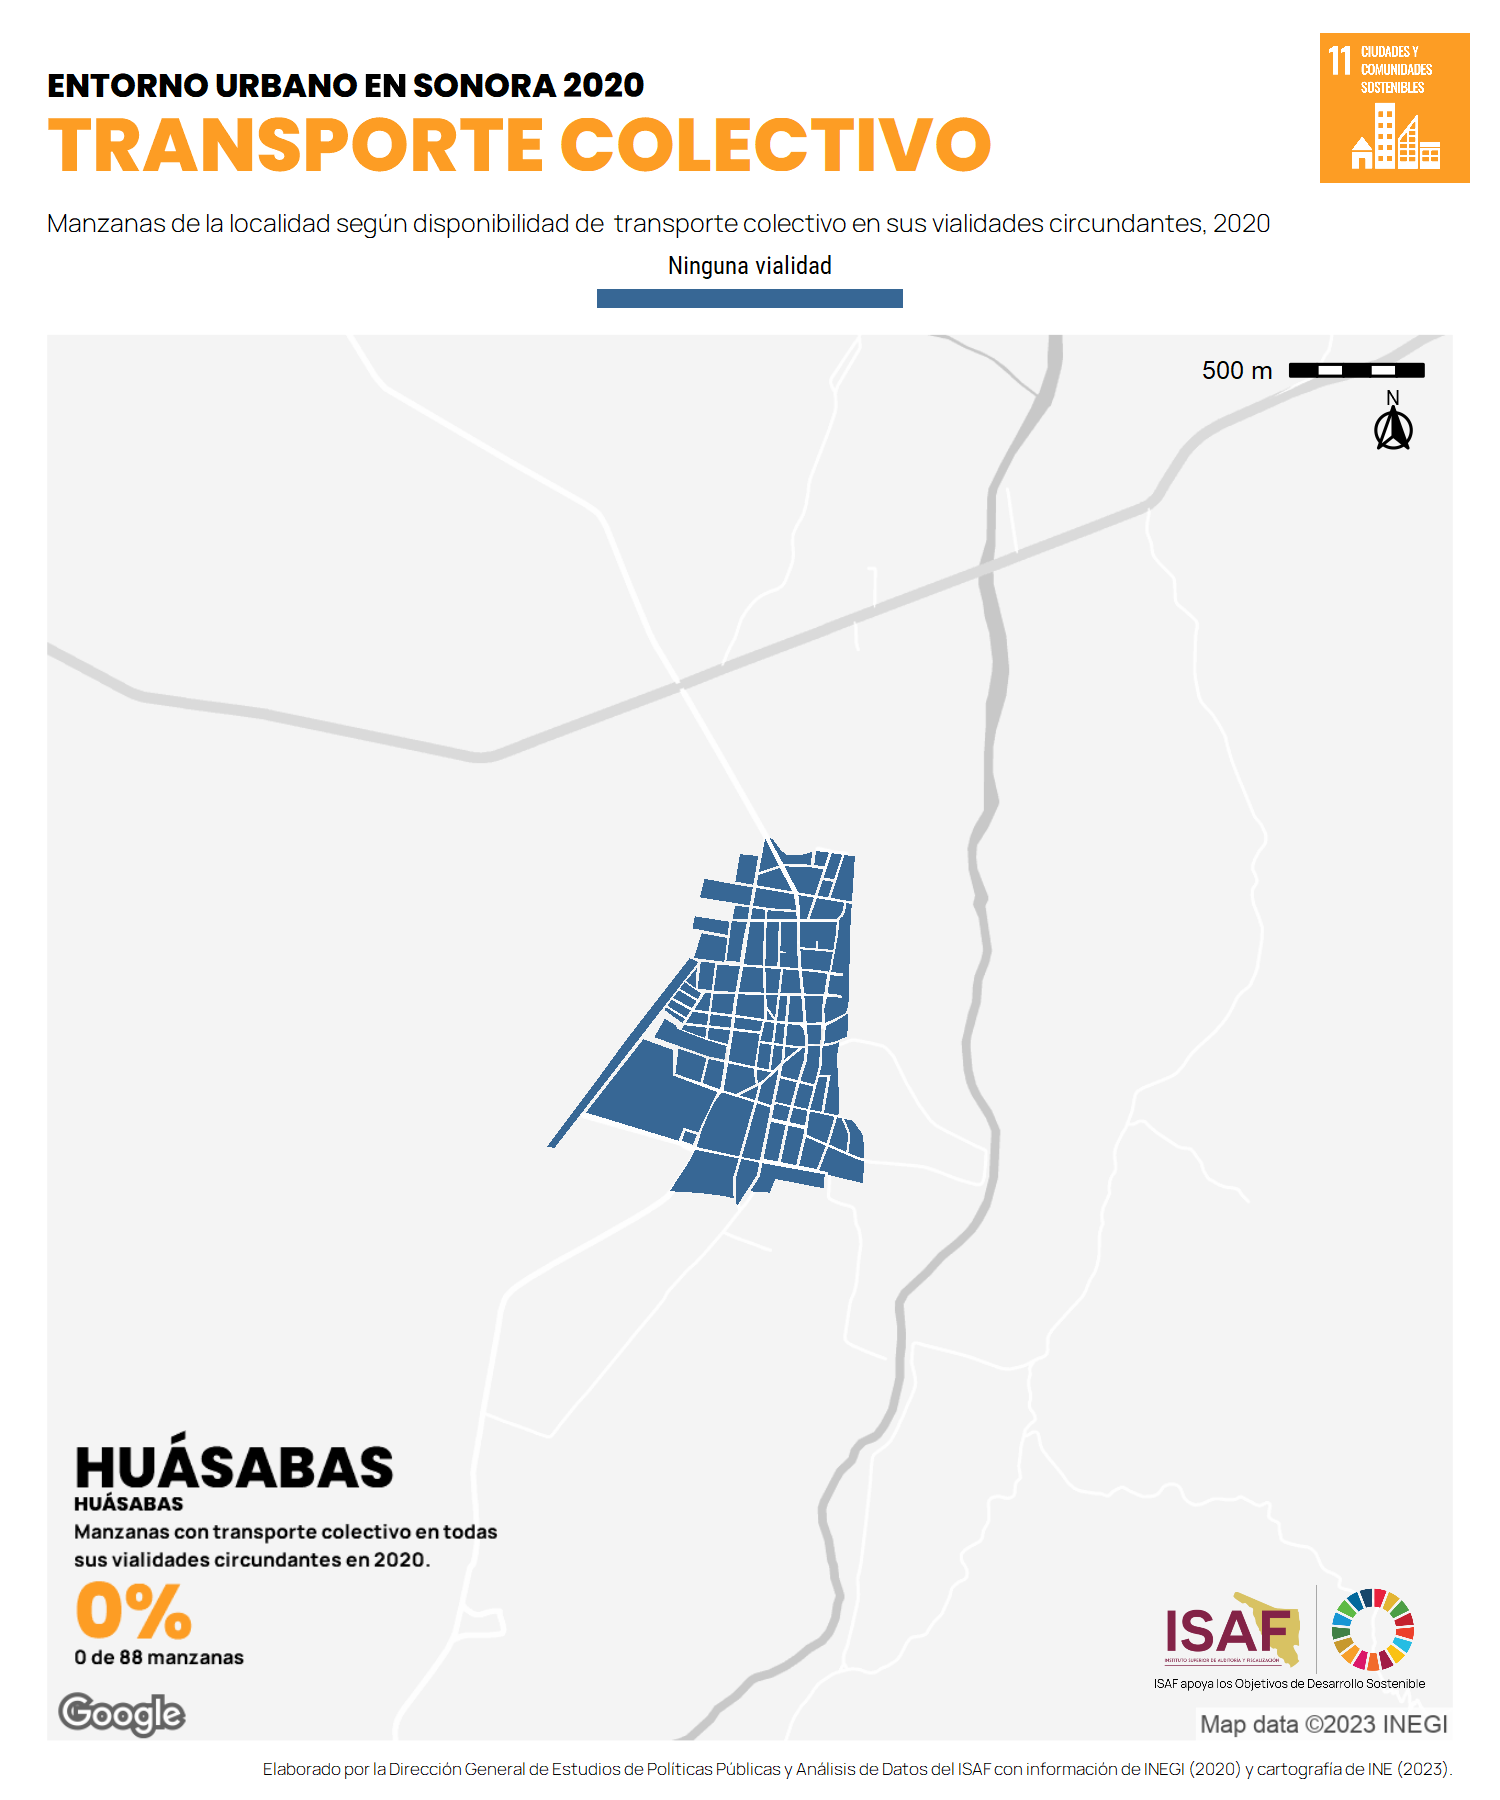 ENTORNO URBANO EN SONORA 2020
TRANSPORTE COLECTIVO
11 CIUDADES Y
COMUNIDADES
SOSTENIBLES
Manzanas de la localidad según disponibilidad de transporte colectivo en sus vialidades circundantes, 2020
Ninguna vialidad
500 m
N
HUÁSABAS
HUÁSABAS
Manzanas con transporte colectivo en todas
sus vialidades circundantes en 2020.
0%
0 de 88 manzanas
Google
ISAF
INSTITUTO SUPERIOR DE AUDITORÍA Y FISCALIZACIÓN
ISAF apoya los Objetivos de Desarrollo Sostenible
Map data ©2023 INEGI
Elaborado por la Dirección General de Estudios de Políticas Públicas y Análisis de Datos del ISAF con información de INEGI (2020) y cartografía de INE (2023).